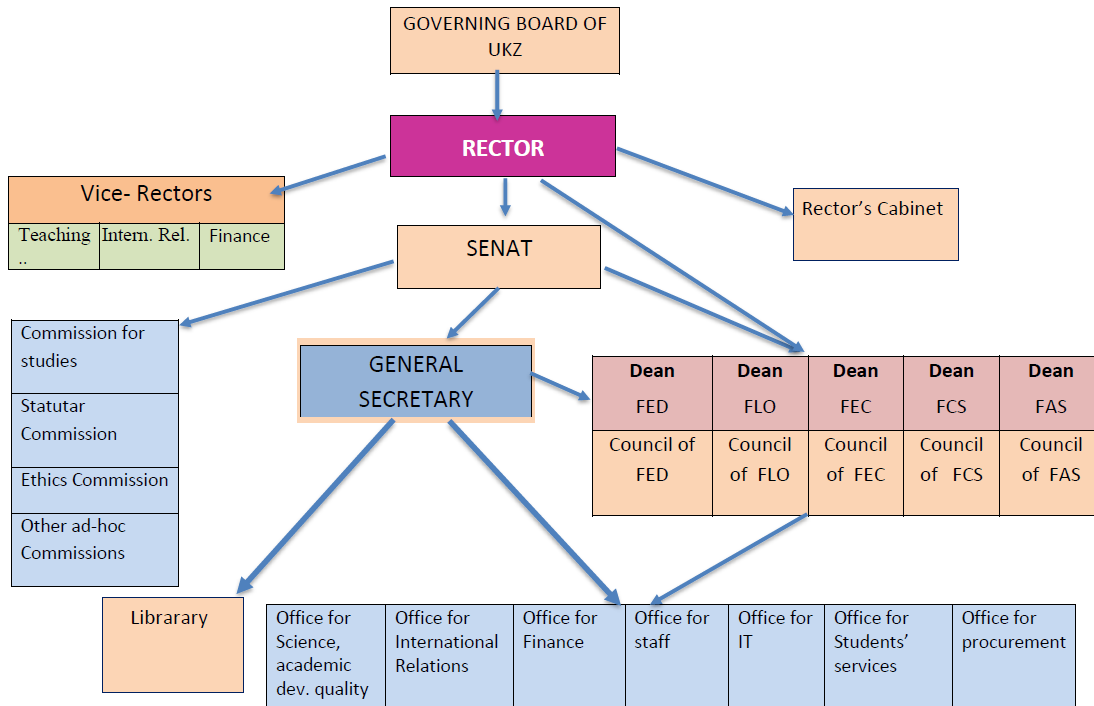 GOVERNING BOARD OF
UKZ
RECTOR
Vice- Rectors
Teaching
..
Intern. Rel.
Finance
Rector’s Cabinet
SENAT
Commission for
studies
Statutar
Commission
Ethics Commission
Other ad-hoc
Commissions
GENERAL
SECRETARY
Dean
FED
Dean
FLO
Dean
FEC
Dean
FCS
Dean
FAS
Council of
FED
Council
of FLO
Council
of FEC
Council
of FCS
Council
of FAS
Librarary
Office for
Science,
academic
dev. quality
Office for
International
Relations
Office for
Finance
Office for
staff
Office for
IT
Office for
Students’
services
Office for
procurement